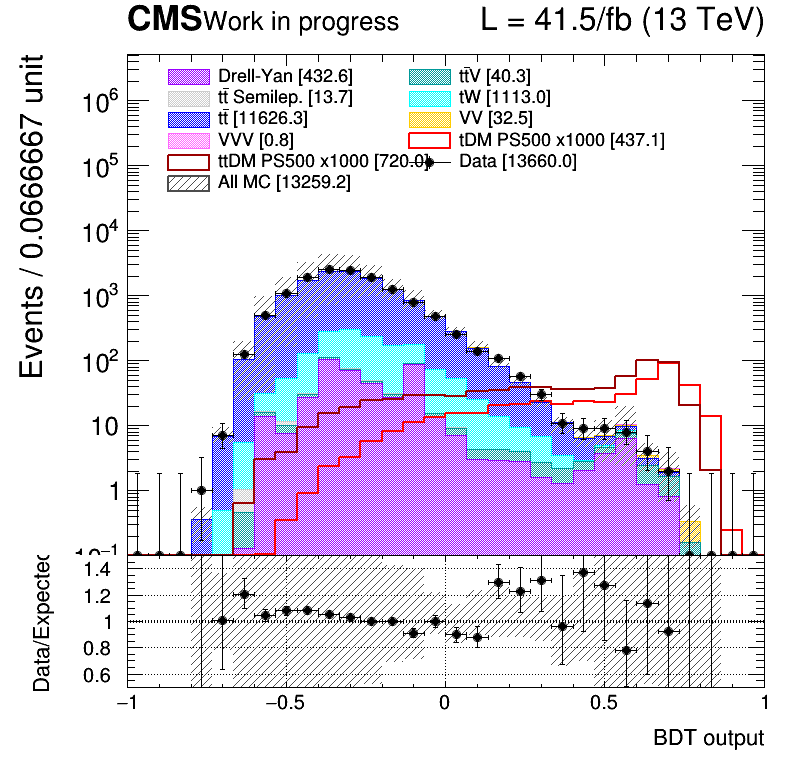 CMS Work in progress L = 41.5/fb (13 TeV)
Events / 0.0666667 unit
Drell-Yan [432.6] tt̄V [40.3]
tt̄ Semilep. [13.7] tW [1113.0]
tt̄ [11626.3] VV [32.5]
VVV [0.8] tDM PS500 x1000 [437.1]
ttDM PS500 x1000 [720.0] Data [13660.0]
All MC [13259.2]
10⁶
10⁵
10⁴
10³
10²
10
1
10⁻¹
Data/Expected
1.4
1.2
1
0.8
0.6
−1 −0.5 0 0.5 1
BDT output